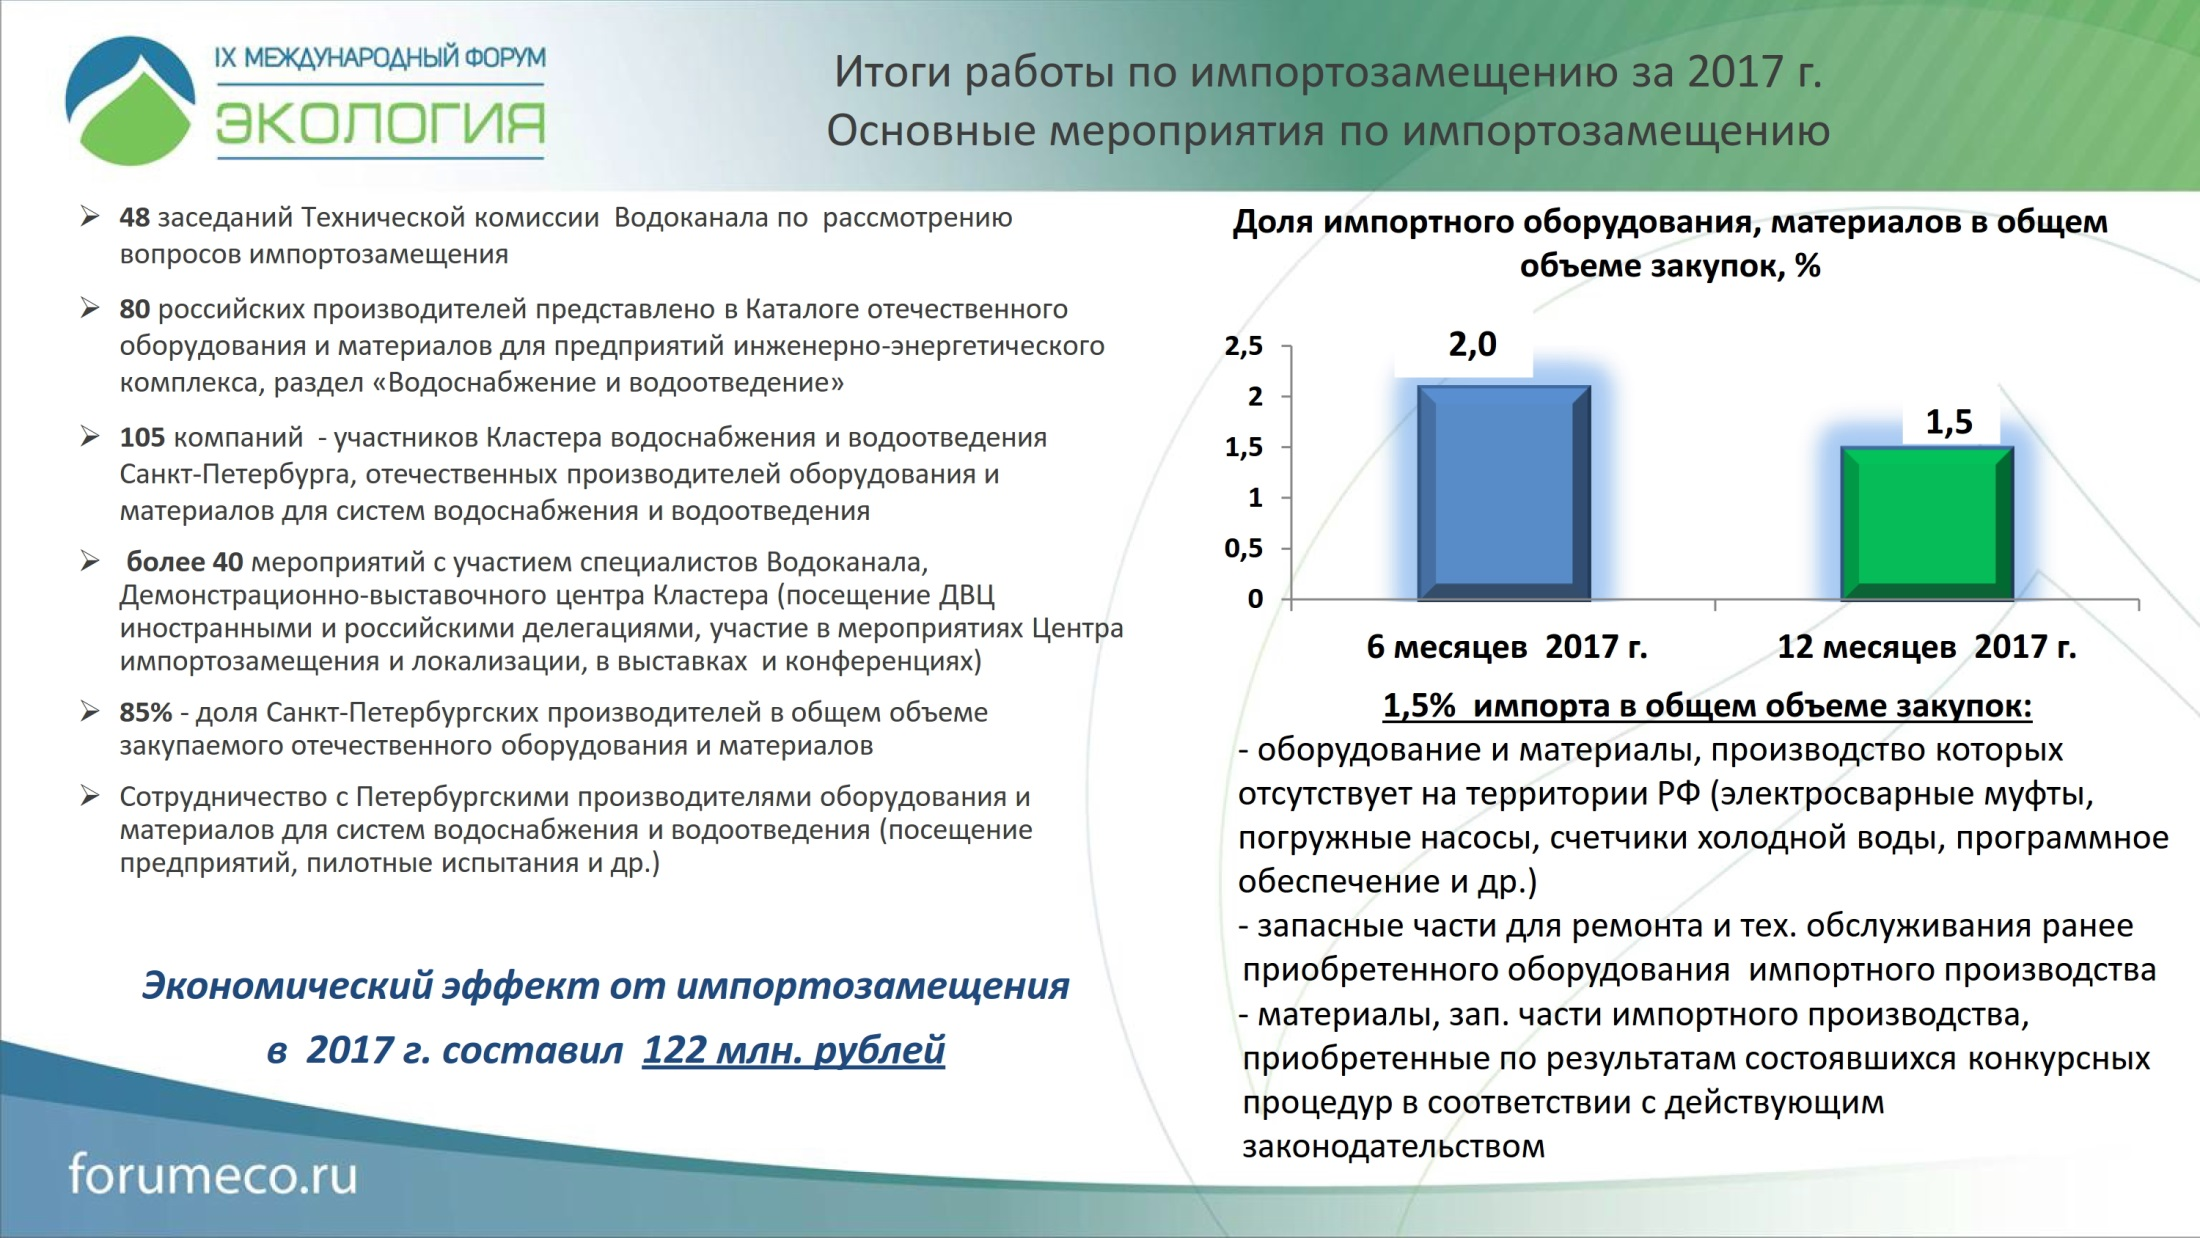 IX МЕЖДУНАРОДНЫЙ ФОРУМ
ЭКОЛОГИЯ
Итоги работы по импортозамещению за 2017 г.
Основные мероприятия по импортозамещению
48 заседаний Технической комиссии Водоканала по рассмотрению
вопросов импортозамещения
80 российских производителей представлено в Каталоге отечественного
оборудования и материалов для предприятий инженерно-энергетического
комплекса, раздел «Водоснабжение и водоотведение»
105 компаний - участников Кластера водоснабжения и водоотведения
Санкт-Петербурга, отечественных производителей оборудования и
материалов для систем водоснабжения и водоотведения
более 40 мероприятий с участием специалистов Водоканала,
Демонстрационно-выставочного центра Кластера (посещение ДВЦ
иностранными и российскими делегациями, участие в мероприятиях Центра
импортозамещения и локализации, в выставках и конференциях)
85% - доля Санкт-Петербургских производителей в общем объеме
закупаемого отечественного оборудования и материалов
Сотрудничество с Петербургскими производителями оборудования и
материалов для систем водоснабжения и водоотведения (посещение
предприятий, пилотные испытания и др.)
Экономический эффект от импортозамещения
в 2017 г. составил 122 млн. рублей
Доля импортного оборудования, материалов в общем
объеме закупок, %
2,5
2
1,5
1
0,5
0
2,0
1,5
6 месяцев 2017 г.
12 месяцев 2017 г.
1,5% импорта в общем объеме закупок:
- оборудование и материалы, производство которых
отсутствует на территории РФ (электросварные муфты,
погружные насосы, счетчики холодной воды, программное
обеспечение и др.)
- запасные части для ремонта и тех. обслуживания ранее
приобретенного оборудования импортного производства
- материалы, зап. части импортного производства,
приобретенные по результатам состоявшихся конкурсных
процедур в соответствии с действующим
законодательством
forumeco.ru